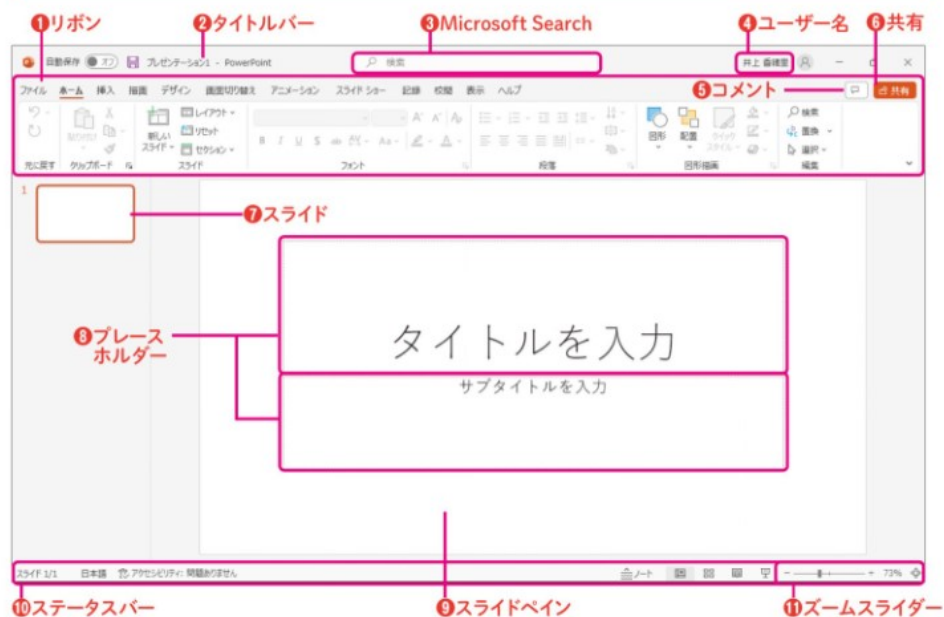 ❶リボン ❷タイトルバー ❸Microsoft Search ❹ユーザー名 ❻共有
自動保存 オフ プレゼンテーション1 - PowerPoint 検索 井上 香緒里
ファイル ホーム 挿入 描画 デザイン 画面切り替え アニメーション スライド ショー 記録 校閲 表示 ヘルプ ❺コメント 共有
貼り付け 新しい スライド レイアウト リセット セクション
B I U S ab AV Aa A A A
図形 配置 クイック スタイル 検索 置換 選択
元に戻す クリップボード スライド フォント 段落 図形描画 編集
1
❼スライド
❽プレース
ホルダー
タイトルを入力
サブタイトルを入力
スライド 1/1 日本語 アクセシビリティ: 問題ありません ノート 73%
❿ステータスバー ❾スライドペイン ⓫ズームスライダー